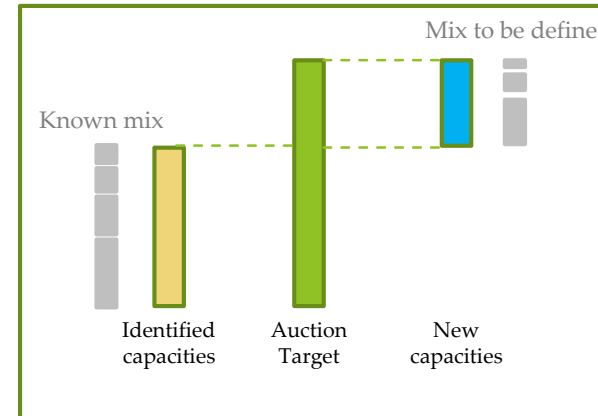 Mix to be define
Known mix
Identified
capacities
Auction
Target
New
capacities